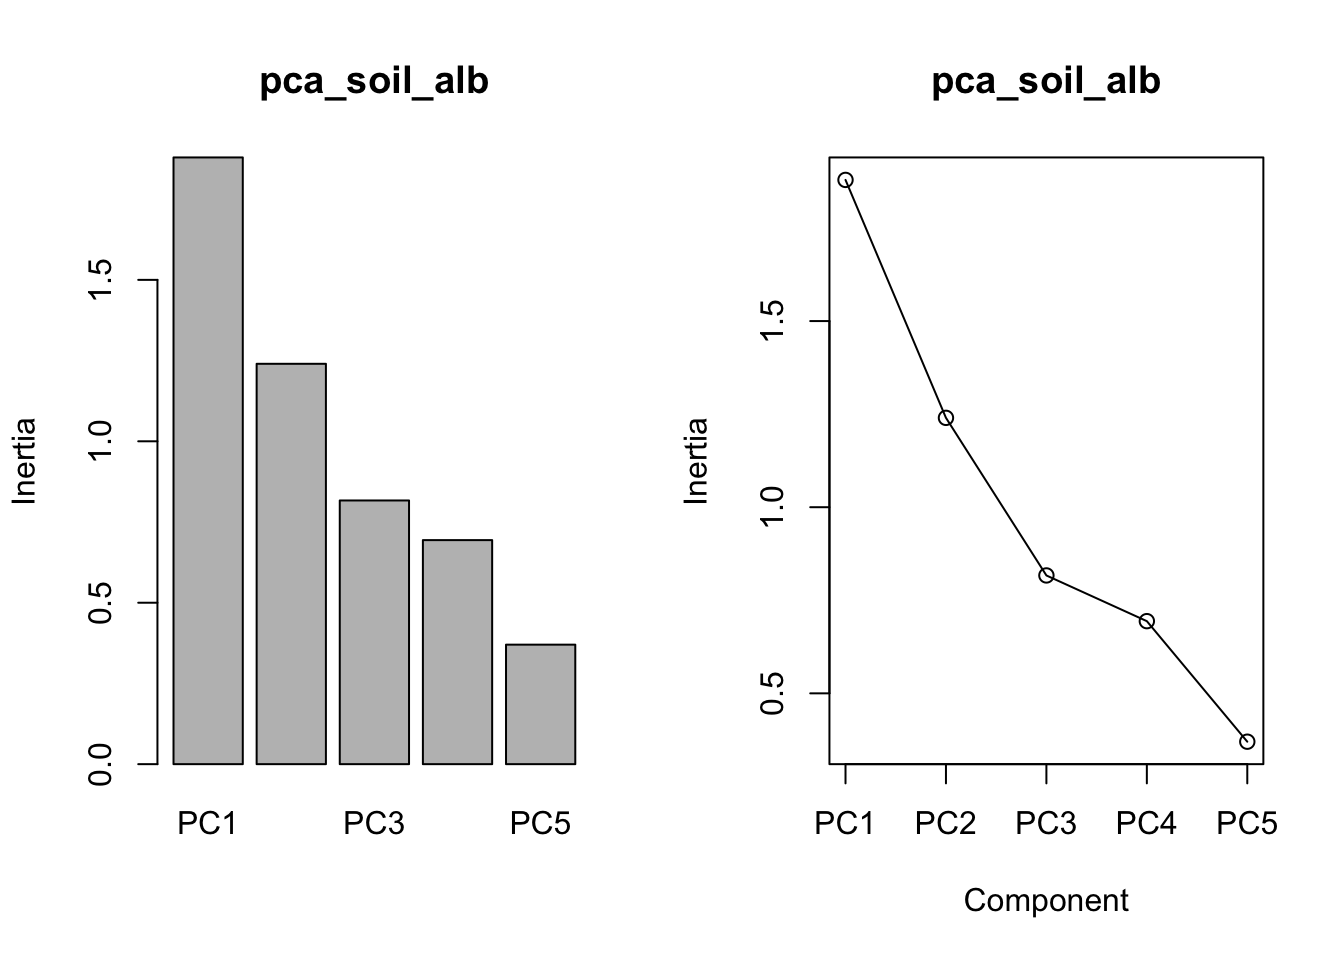 pca_soil_alb
Inertia
1.5
1.0
0.5
0.0
PC1 PC3 PC5
pca_soil_alb
Inertia
1.5
1.0
0.5
PC1 PC2 PC3 PC4 PC5
Component